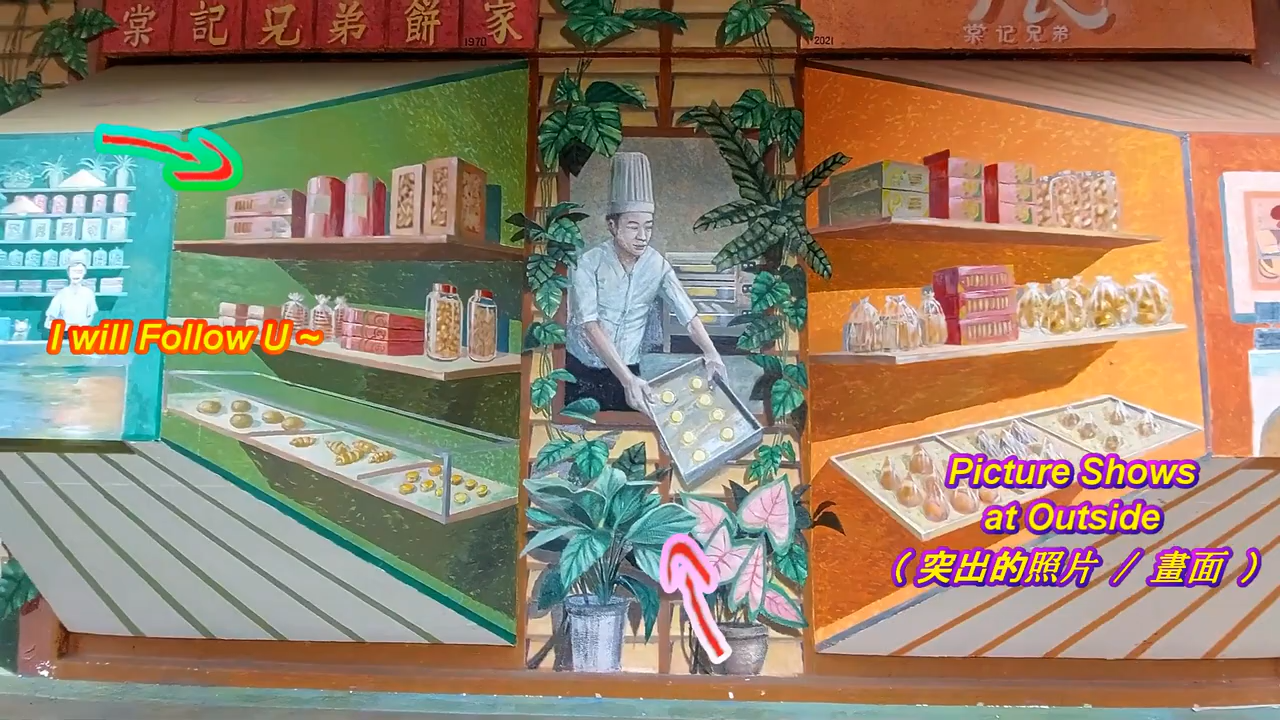 棠記兄弟餅家
1970
2021
棠记兄弟
I will Follow U ~
Picture Shows
at Outside
( 突出的照片 / 畫面 )